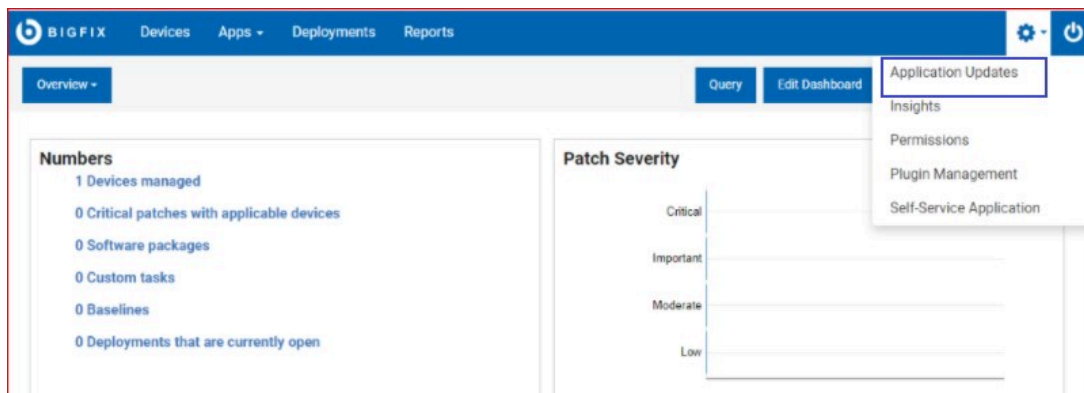 BIGFIX Devices Apps Deployments Reports
Overview
Query Edit Dashboard
Application Updates
Insights
Permissions
Plugin Management
Self-Service Application
Numbers
1 Devices managed
0 Critical patches with applicable devices
0 Software packages
0 Custom tasks
0 Baselines
0 Deployments that are currently open
Patch Severity
Critical
Important
Moderate
Low